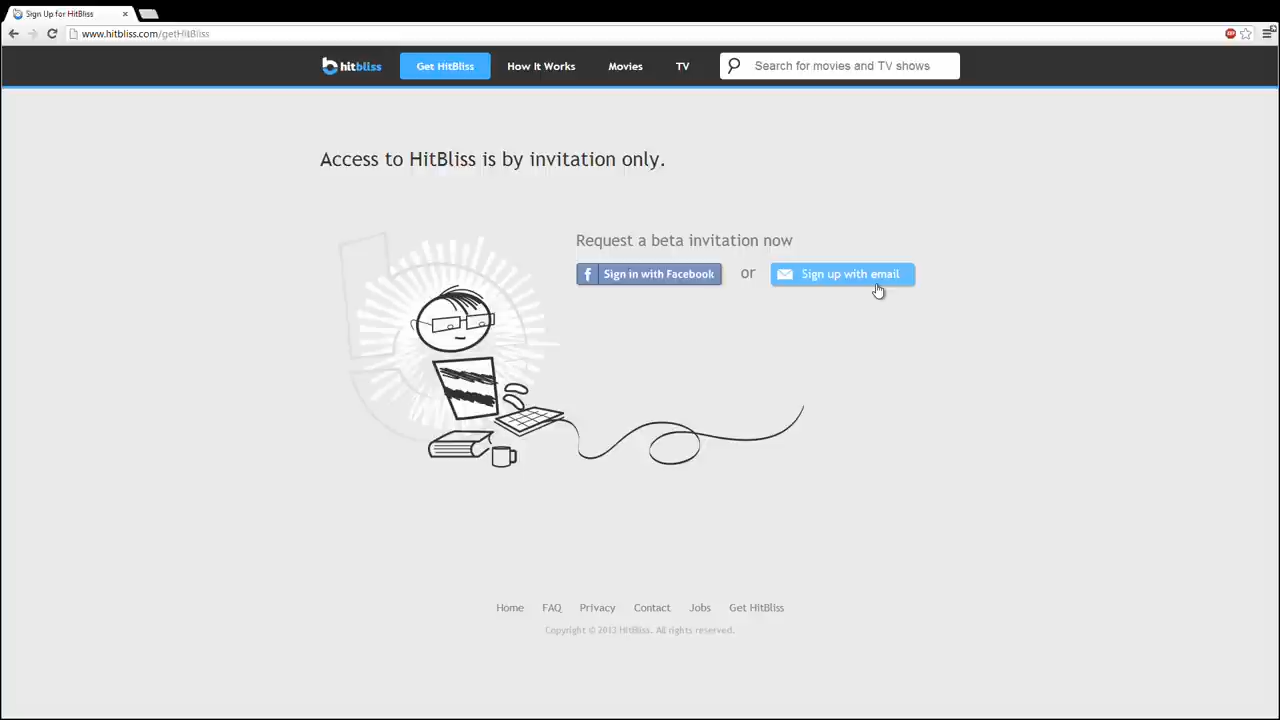 Sign Up for HitBliss
www.hitbliss.com/getHitBliss
hitbliss
Get HitBliss
How It Works
Movies
TV
Search for movies and TV shows
Access to HitBliss is by invitation only.
Request a beta invitation now
f Sign in with Facebook
or
Sign up with email
Home
FAQ
Privacy
Contact
Jobs
Get HitBliss
Copyright © 2013 HitBliss. All rights reserved.